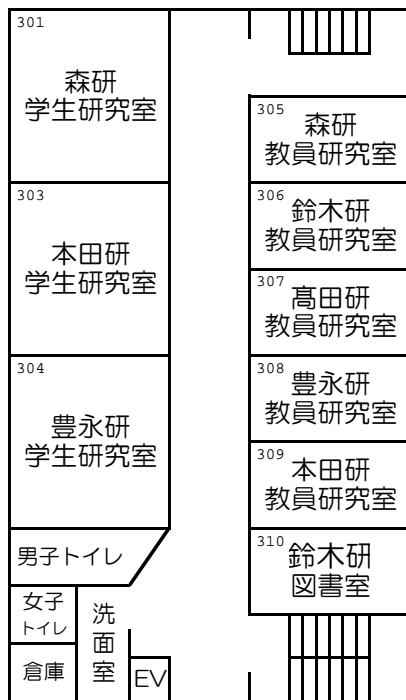 301
森研
学生研究室
303
本田研
学生研究室
304
豊永研
学生研究室
男子トイレ
女子
トイレ
倉庫
洗
面
室
EV
305
森研
教員研究室
306
鈴木研
教員研究室
307
髙田研
教員研究室
308
豊永研
教員研究室
309
本田研
教員研究室
310
鈴木研
図書室